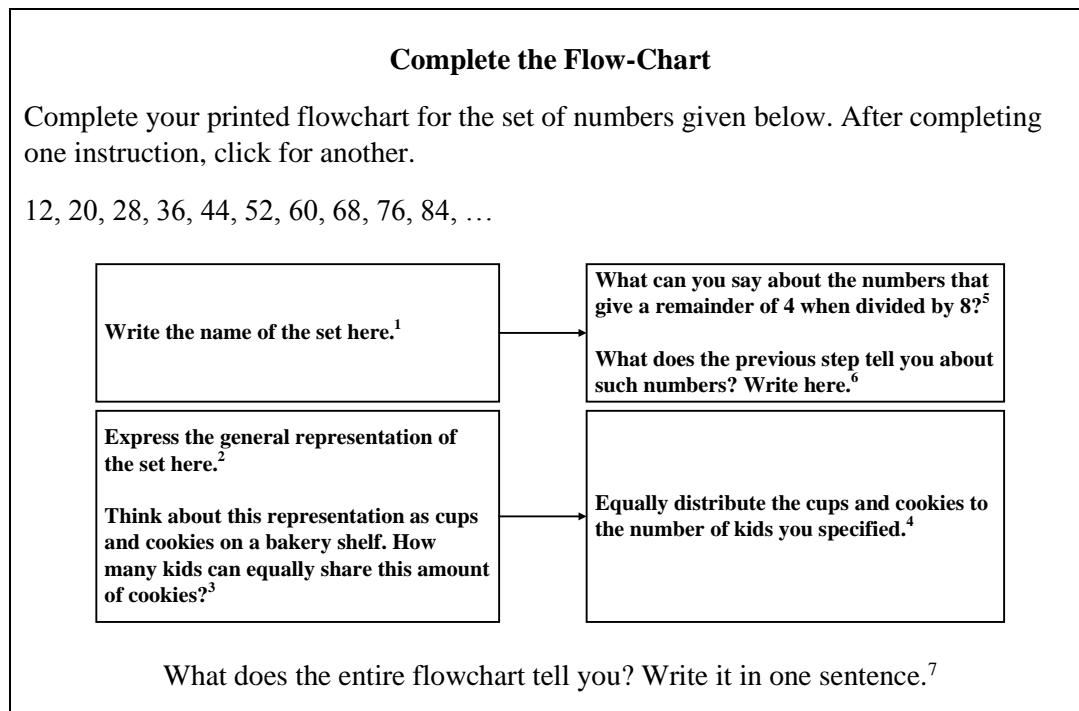 Complete the Flow-Chart
Complete your printed flowchart for the set of numbers given below. After completing
one instruction, click for another.
12, 20, 28, 36, 44, 52, 60, 68, 76, 84, …
Write the name of the set here.¹
What can you say about the numbers that
give a remainder of 4 when divided by 8?⁵
What does the previous step tell you about
such numbers? Write here.⁶
Express the general representation of
the set here.²
Think about this representation as cups
and cookies on a bakery shelf. How
many kids can equally share this amount
of cookies?³
Equally distribute the cups and cookies to
the number of kids you specified.⁴
What does the entire flowchart tell you? Write it in one sentence.⁷